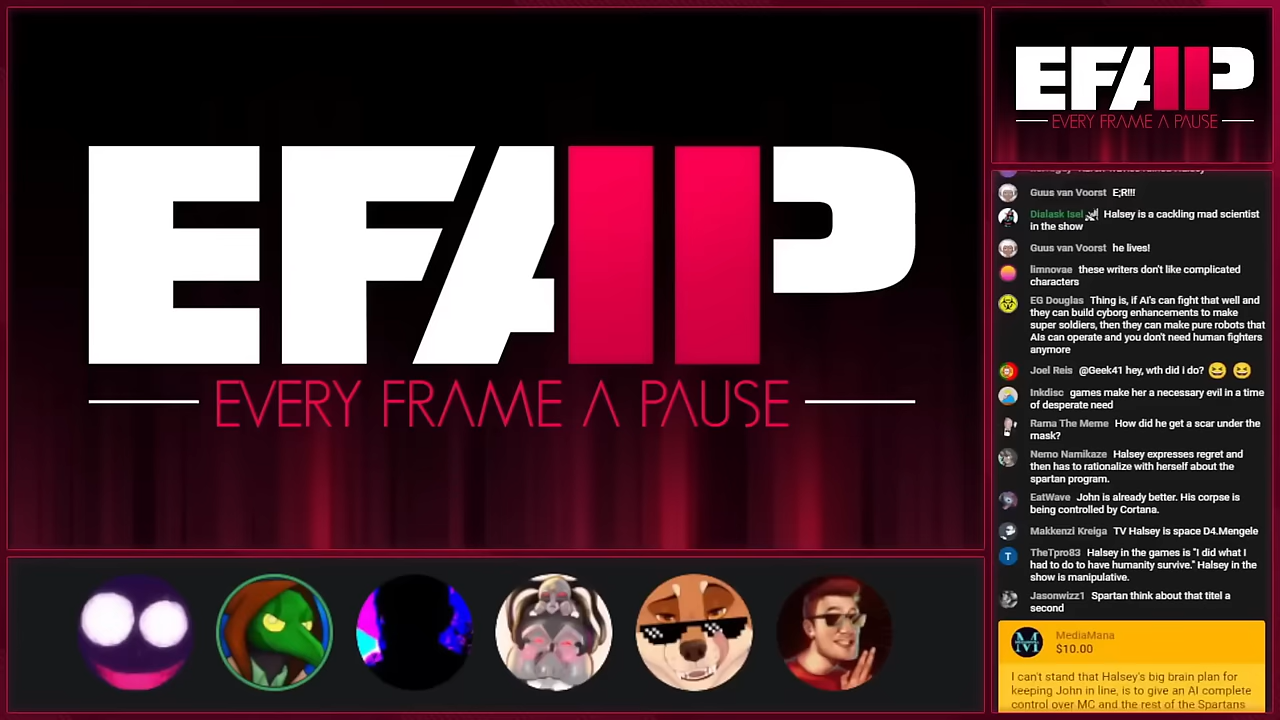 EFAP
EVERY FRAME A PAUSE
EFAP
EVERY FRAME A PAUSE
Guus van Voorst E;R!!!
Dialask Isei Halsey is a cackling mad scientist
in the show
Guus van Voorst he lives!
limnovae these writers don't like complicated
characters
EG Douglas Thing is, if AI's can fight that well and
they can build cyborg enhancements to make
super soldiers, then they can make pure robots that
AIs can operate and you don't need human fighters
anymore
Joel Reis @Geek41 hey, wth did i do?
Inkdisc games make her a necessary evil in a time
of desperate need
Rama The Meme How did he get a scar under the
mask?
Nemo Namikaze Halsey expresses regret and
then has to rationalize with herself about the
spartan program.
EatWave John is already better. His corpse is
being controlled by Cortana.
Makkenzi Kreiga TV Halsey is space D4.Mengele
T
TheTpro83 Halsey in the games is "I did what I
had to do to have humanity survive." Halsey in the
show is manipulative.
Jasonwizz1 Spartan think about that titel a
second
M
MediaMana
$10.00
I can't stand that Halsey's big brain plan for
keeping John in line, is to give an AI complete
control over MC and the rest of the Spartans